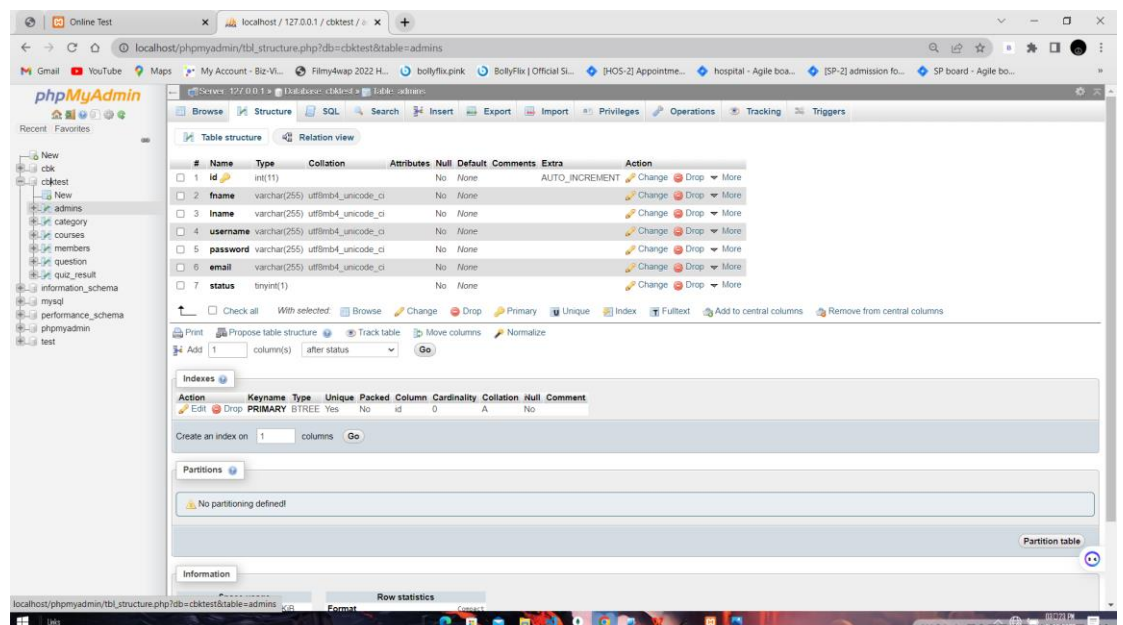 Online Test
localhost / 127.0.0.1 / cbktest /
localhost/phpmyadmin/tbl_structure.php?db=cbktest&table=admins
Gmail YouTube Maps My Account - Biz-Vi... Filmy4wap 2022 H... bollyflix.pink BollyFlix | Official Si... [HOS-2] Appointme... hospital - Agile boa... [SP-2] admission fo... SP board - Agile bo... »
phpMyAdmin
Recent Favorites
New
cbk
cbktest
New
admins
category
courses
members
question
quiz_result
information_schema
mysql
performance_schema
phpmyadmin
test
Server: 127.0.0.1 » Database: cbktest » Table: admins
Browse Structure SQL Search Insert Export Import Privileges Operations Tracking Triggers
Table structure Relation view
# Name Type Collation Attributes Null Default Comments Extra Action
1 id int(11) No None AUTO_INCREMENT Change Drop More
2 fname varchar(255) utf8mb4_unicode_ci No None Change Drop More
3 lname varchar(255) utf8mb4_unicode_ci No None Change Drop More
4 username varchar(255) utf8mb4_unicode_ci No None Change Drop More
5 password varchar(255) utf8mb4_unicode_ci No None Change Drop More
6 email varchar(255) utf8mb4_unicode_ci No None Change Drop More
7 status tinyint(1) No None Change Drop More
Check all With selected: Browse Change Drop Primary Unique Index Fulltext Add to central columns Remove from central columns
Print Propose table structure Track table Move columns Normalize
Add 1 column(s) after status Go
Indexes
Action Keyname Type Unique Packed Column Cardinality Collation Null Comment
Edit Drop PRIMARY BTREE Yes No id 0 A No
Create an index on 1 columns Go
Partitions
No partitioning defined!
Partition table
Information
Row statistics
Format Compact
KiB
localhost/phpmyadmin/tbl_structure.php?db=cbktest&table=admins